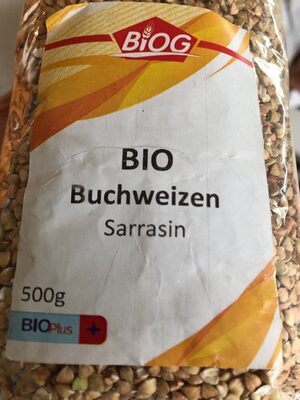 BIOG
BIO
Buchweizen
Sarrasin
500g
BIOPlus +